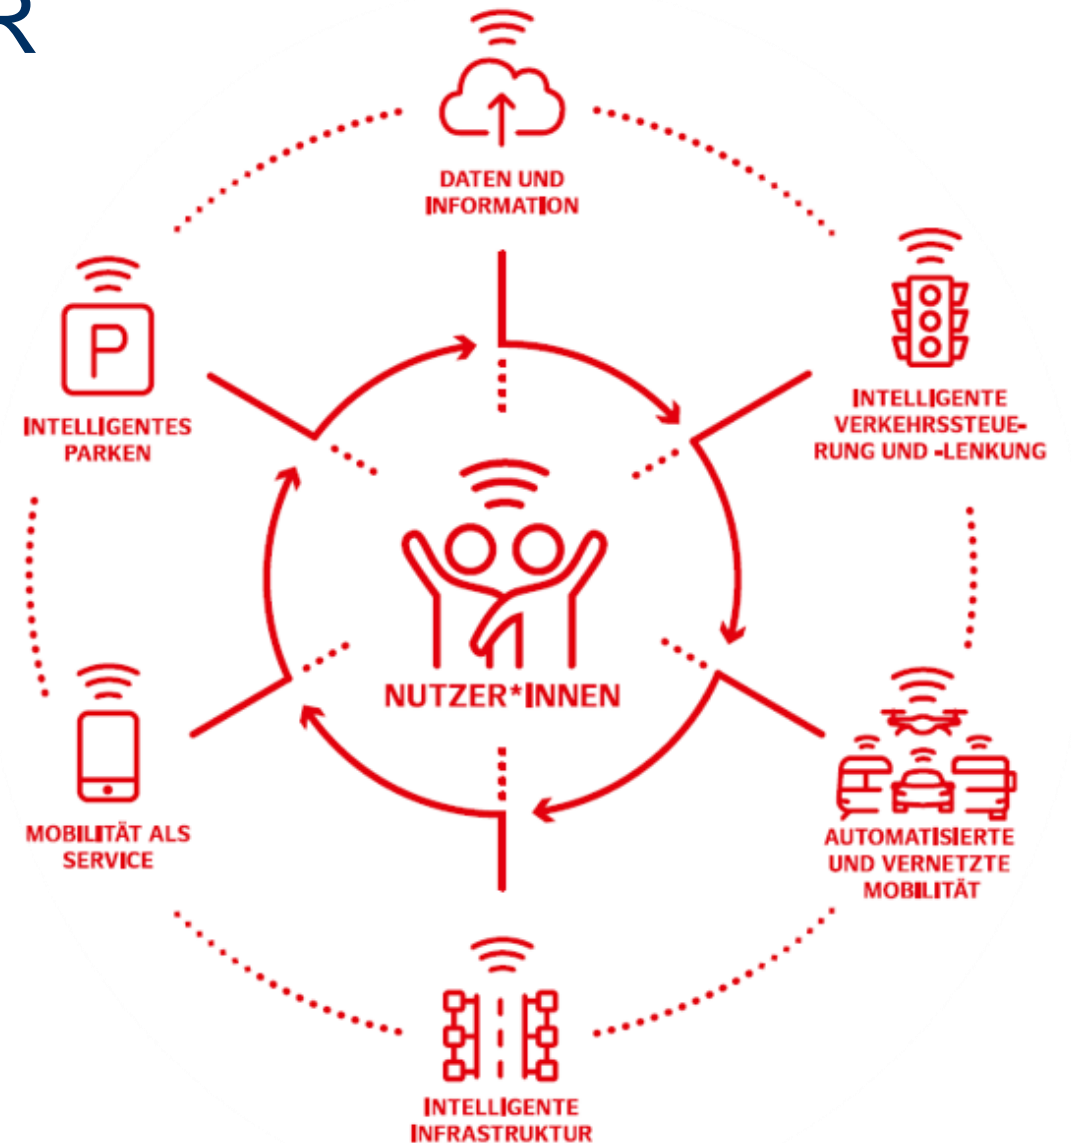 R
DATEN UND
INFORMATION
INTELLIGENTE
VERKEHRSSTEUE-
RUNG UND -LENKUNG
P
INTELLIGENTES
PARKEN
NUTZER*INNEN
MOBILITÄT ALS
SERVICE
AUTOMATISIERTE
UND VERNETZTE
MOBILITÄT
INTELLIGENTE
INFRASTRUKTUR